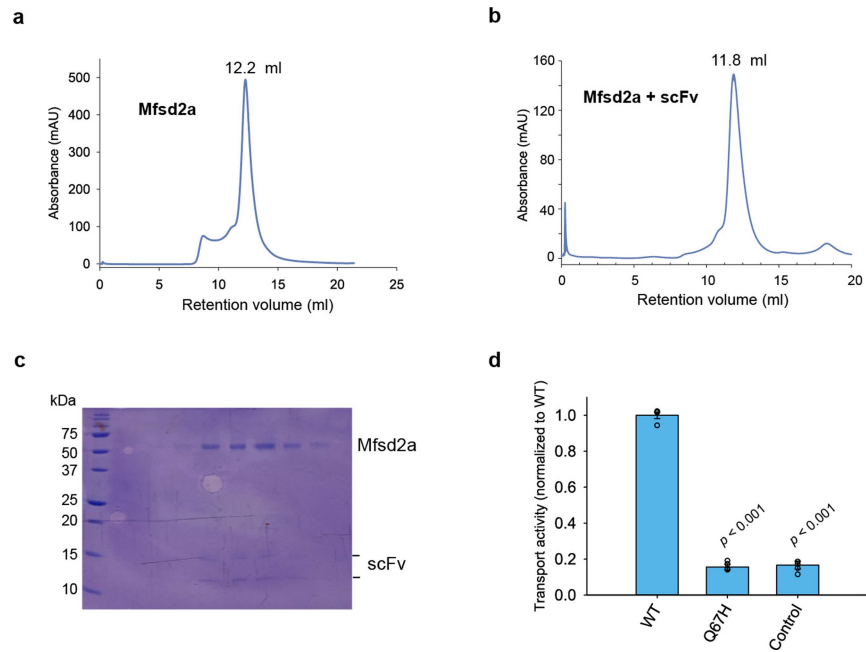 a
12.2 ml
Mfsd2a
Absorbance (mAU)
500
400
300
200
100
0
0 5 10 15 20 25
Retention volume (ml)
b
11.8 ml
Mfsd2a + scFv
Absorbance (mAU)
160
120
80
40
0
0 5 10 15 20
Retention volume (ml)
c
kDa
75
50
37
25
20
15
10
Mfsd2a
scFv
d
Transport activity (normalized to WT)
1.0
0.8
0.6
0.4
0.2
0.0
p < 0.001
p < 0.001
WT
Q67H
Control